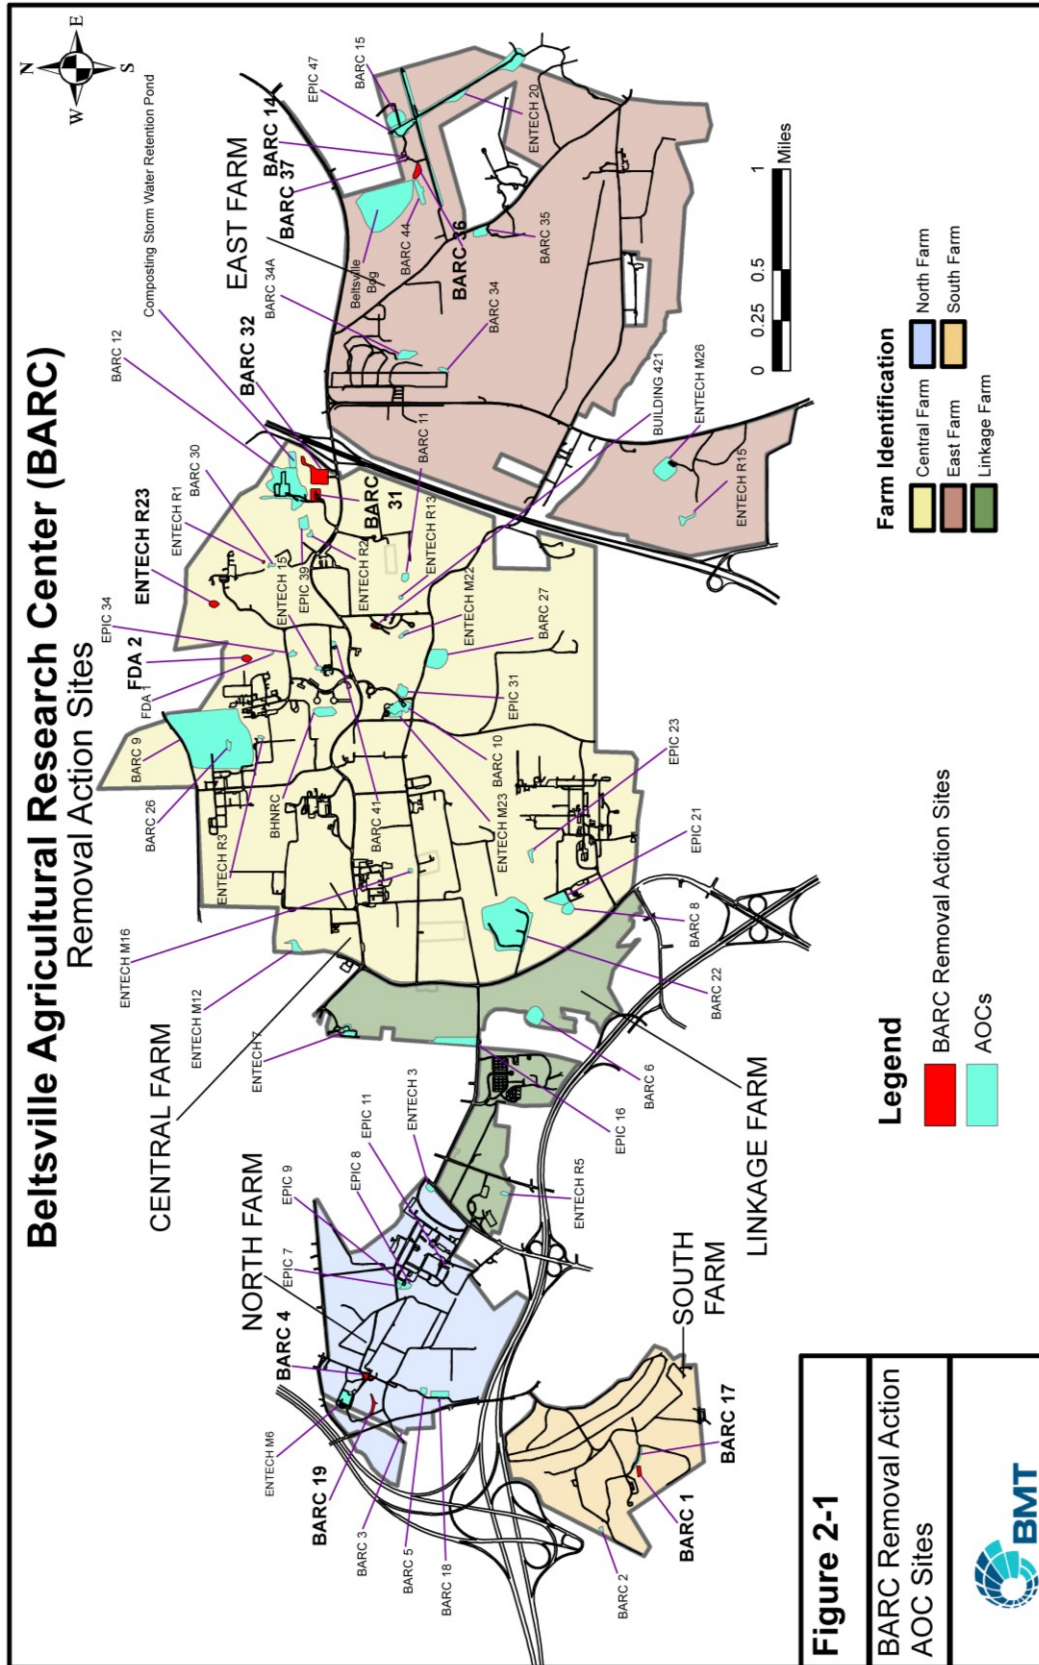 Beltsville Agricultural Research Center (BARC)
Removal Action Sites
N
E
S
W
BARC 12
Composting Storm Water Retention Pond
BARC 32
EAST FARM
BARC 37
BARC 14
EPIC 47
BARC 15
ENTECH 20
BARC 34A
Beltsville
Bog
BARC 44
BARC 36
BARC 35
BARC 34
BARC 11
BUILDING 421
ENTECH M26
ENTECH R15
BARC
31
ENTECH R13
ENTECH R23
ENTECH R1
BARC 30
ENTECH 15
EPIC 39
ENTECH R2
ENTECH M22
BARC 27
FDA 2
FDA 1
EPIC 34
EPIC 31
BARC 10
EPIC 23
BARC 9
BARC 26
ENTECH R3
BHNRC
BARC 41
ENTECH M23
EPIC 21
BARC 8
BARC 22
ENTECH M16
ENTECH M12
CENTRAL FARM
ENTECH 7
BARC 6
EPIC 16
LINKAGE FARM
ENTECH R5
ENTECH 3
EPIC 11
EPIC 8
EPIC 9
NORTH FARM
EPIC 7
BARC 4
ENTECH M6
BARC 19
BARC 3
BARC 5
BARC 18
SOUTH
FARM
BARC 17
BARC 1
BARC 2
0
0.25
0.5
1
Miles
Farm Identification
Central Farm
North Farm
East Farm
South Farm
Linkage Farm
Legend
BARC Removal Action Sites
AOCs
Figure 2-1
BARC Removal Action
AOC Sites
BMT